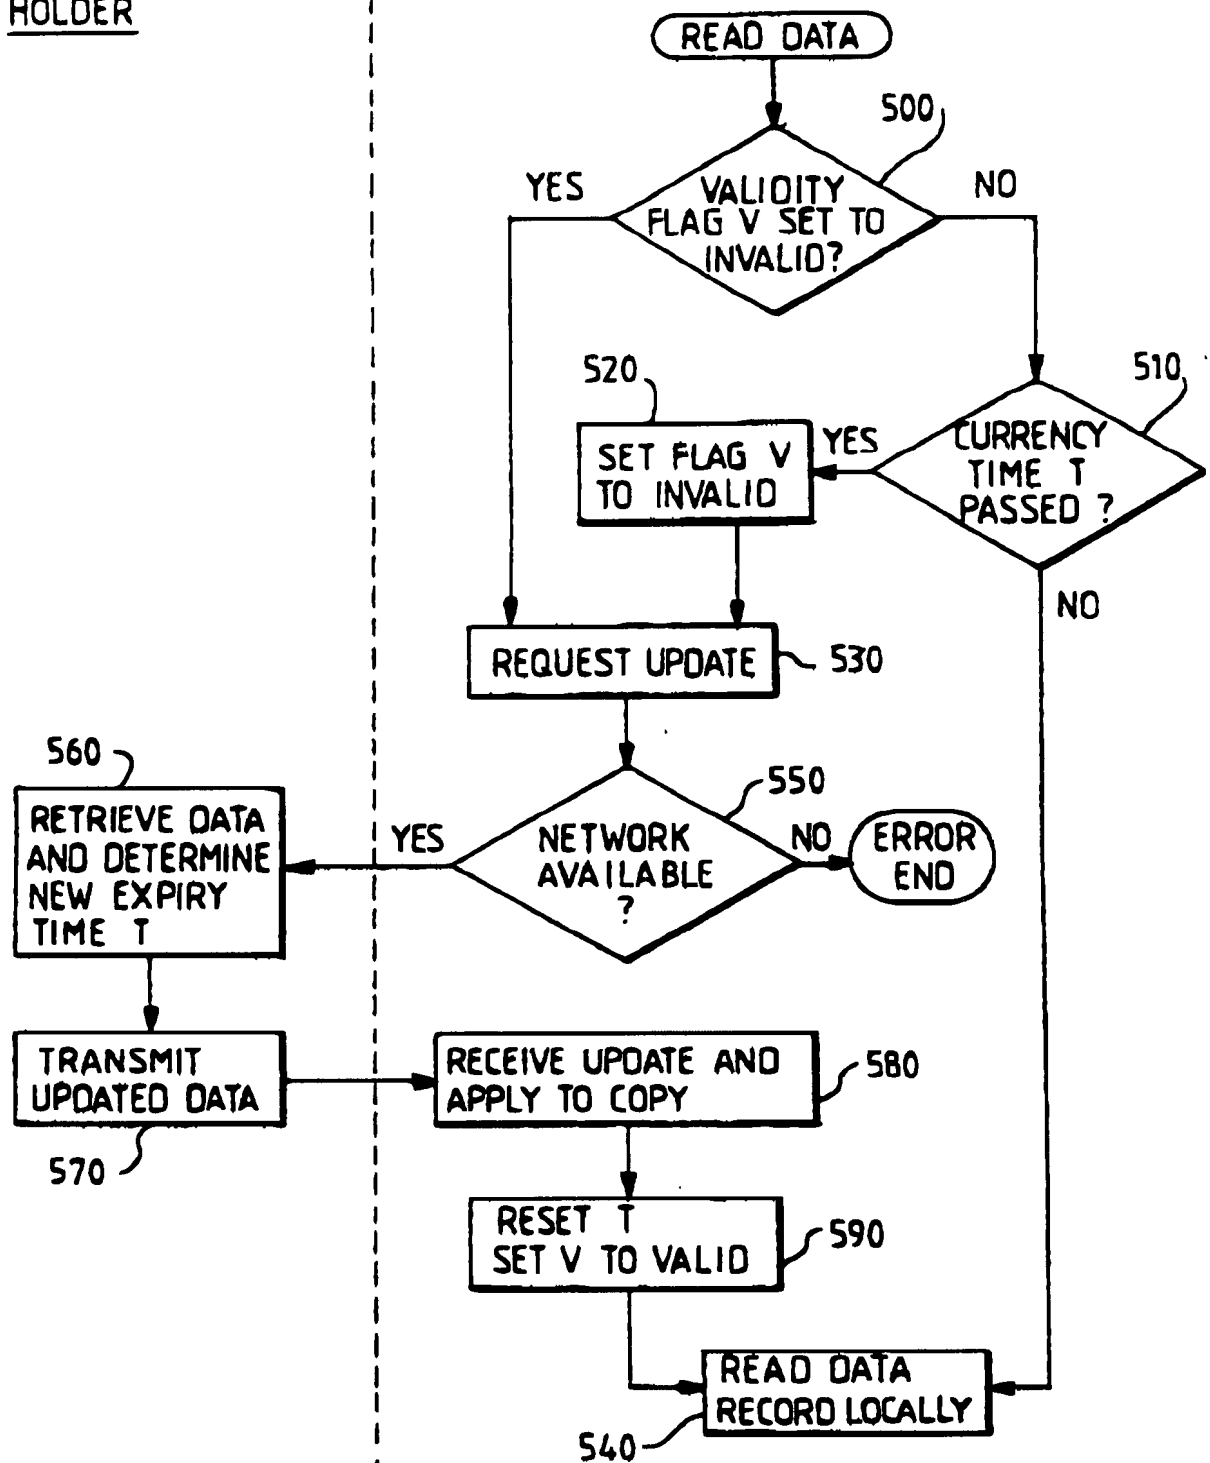 HOLDER
READ DATA
500
YES
VALIDITY
FLAG V SET TO
INVALID?
NO
520
510
SET FLAG V
TO INVALID
YES
CURRENCY
TIME T
PASSED ?
NO
REQUEST UPDATE
530
560
550
RETRIEVE DATA
AND DETERMINE
NEW EXPIRY
TIME T
YES
NETWORK
AVAILABLE
?
NO
ERROR
END
TRANSMIT
UPDATED DATA
570
RECEIVE UPDATE AND
APPLY TO COPY
580
RESET T
SET V TO VALID
590
READ DATA
RECORD LOCALLY
540